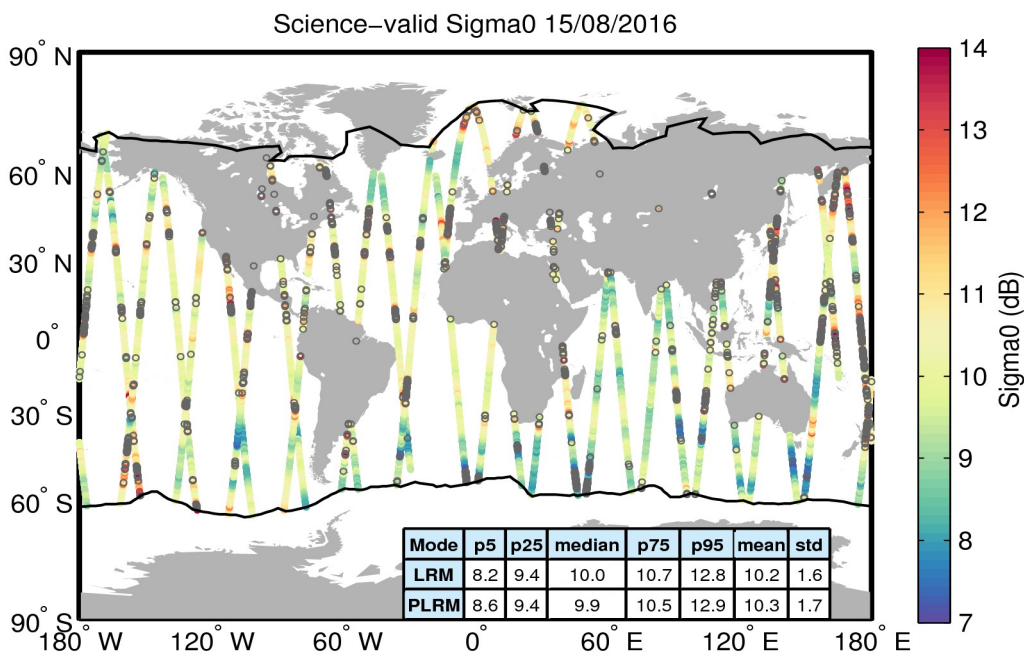 Science−valid Sigma0 15/08/2016
90° N
60° N
30° N
0°
30° S
60° S
90° S
180° W
120° W
60° W
0°
60° E
120° E
180° E
14
13
12
11
10
9
8
7
Sigma0 (dB)
Mode p5 p25 median p75 p95 mean std
LRM 8.2 9.4 10.0 10.7 12.8 10.2 1.6
PLRM 8.6 9.4 9.9 10.5 12.9 10.3 1.7